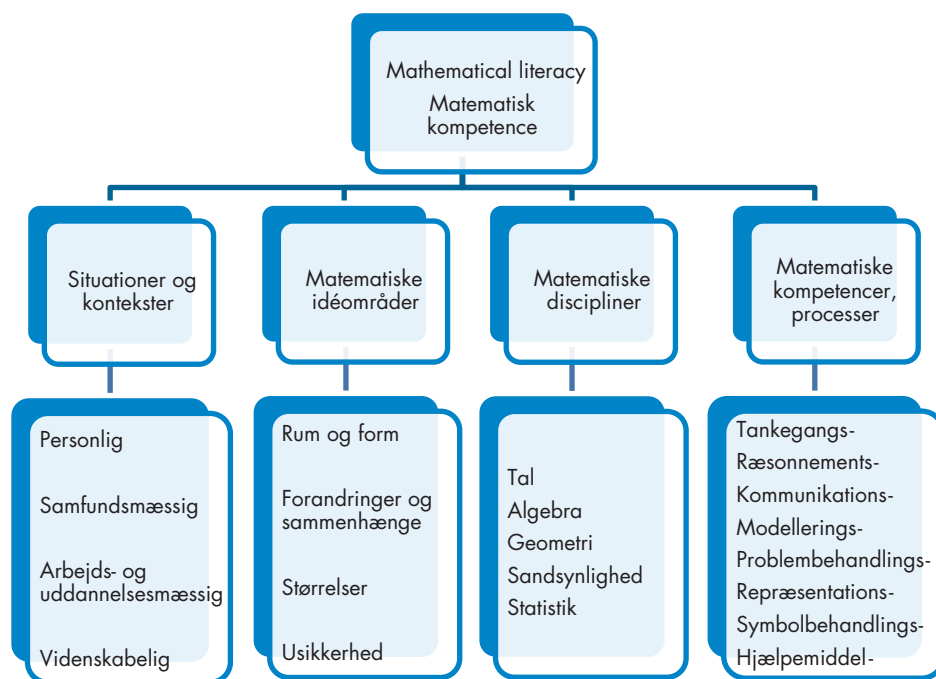 Mathematical literacy
Matematisk
kompetence
Situationer og
kontekster
Matematiske
idéområder
Matematiske
discipliner
Matematiske
kompetencer,
processer
Personlig
Samfundsmæssig
Arbejds- og
uddannelsesmæssig
Videnskabelig
Rum og form
Forandringer og
sammenhænge
Størrelser
Usikkerhed
Tal
Algebra
Geometri
Sandsynlighed
Statistik
Tankegangs-
Ræsonnements-
Kommunikations-
Modellerings-
Problembehandlings-
Repræsentations-
Symbolbehandlings-
Hjælpemiddel-